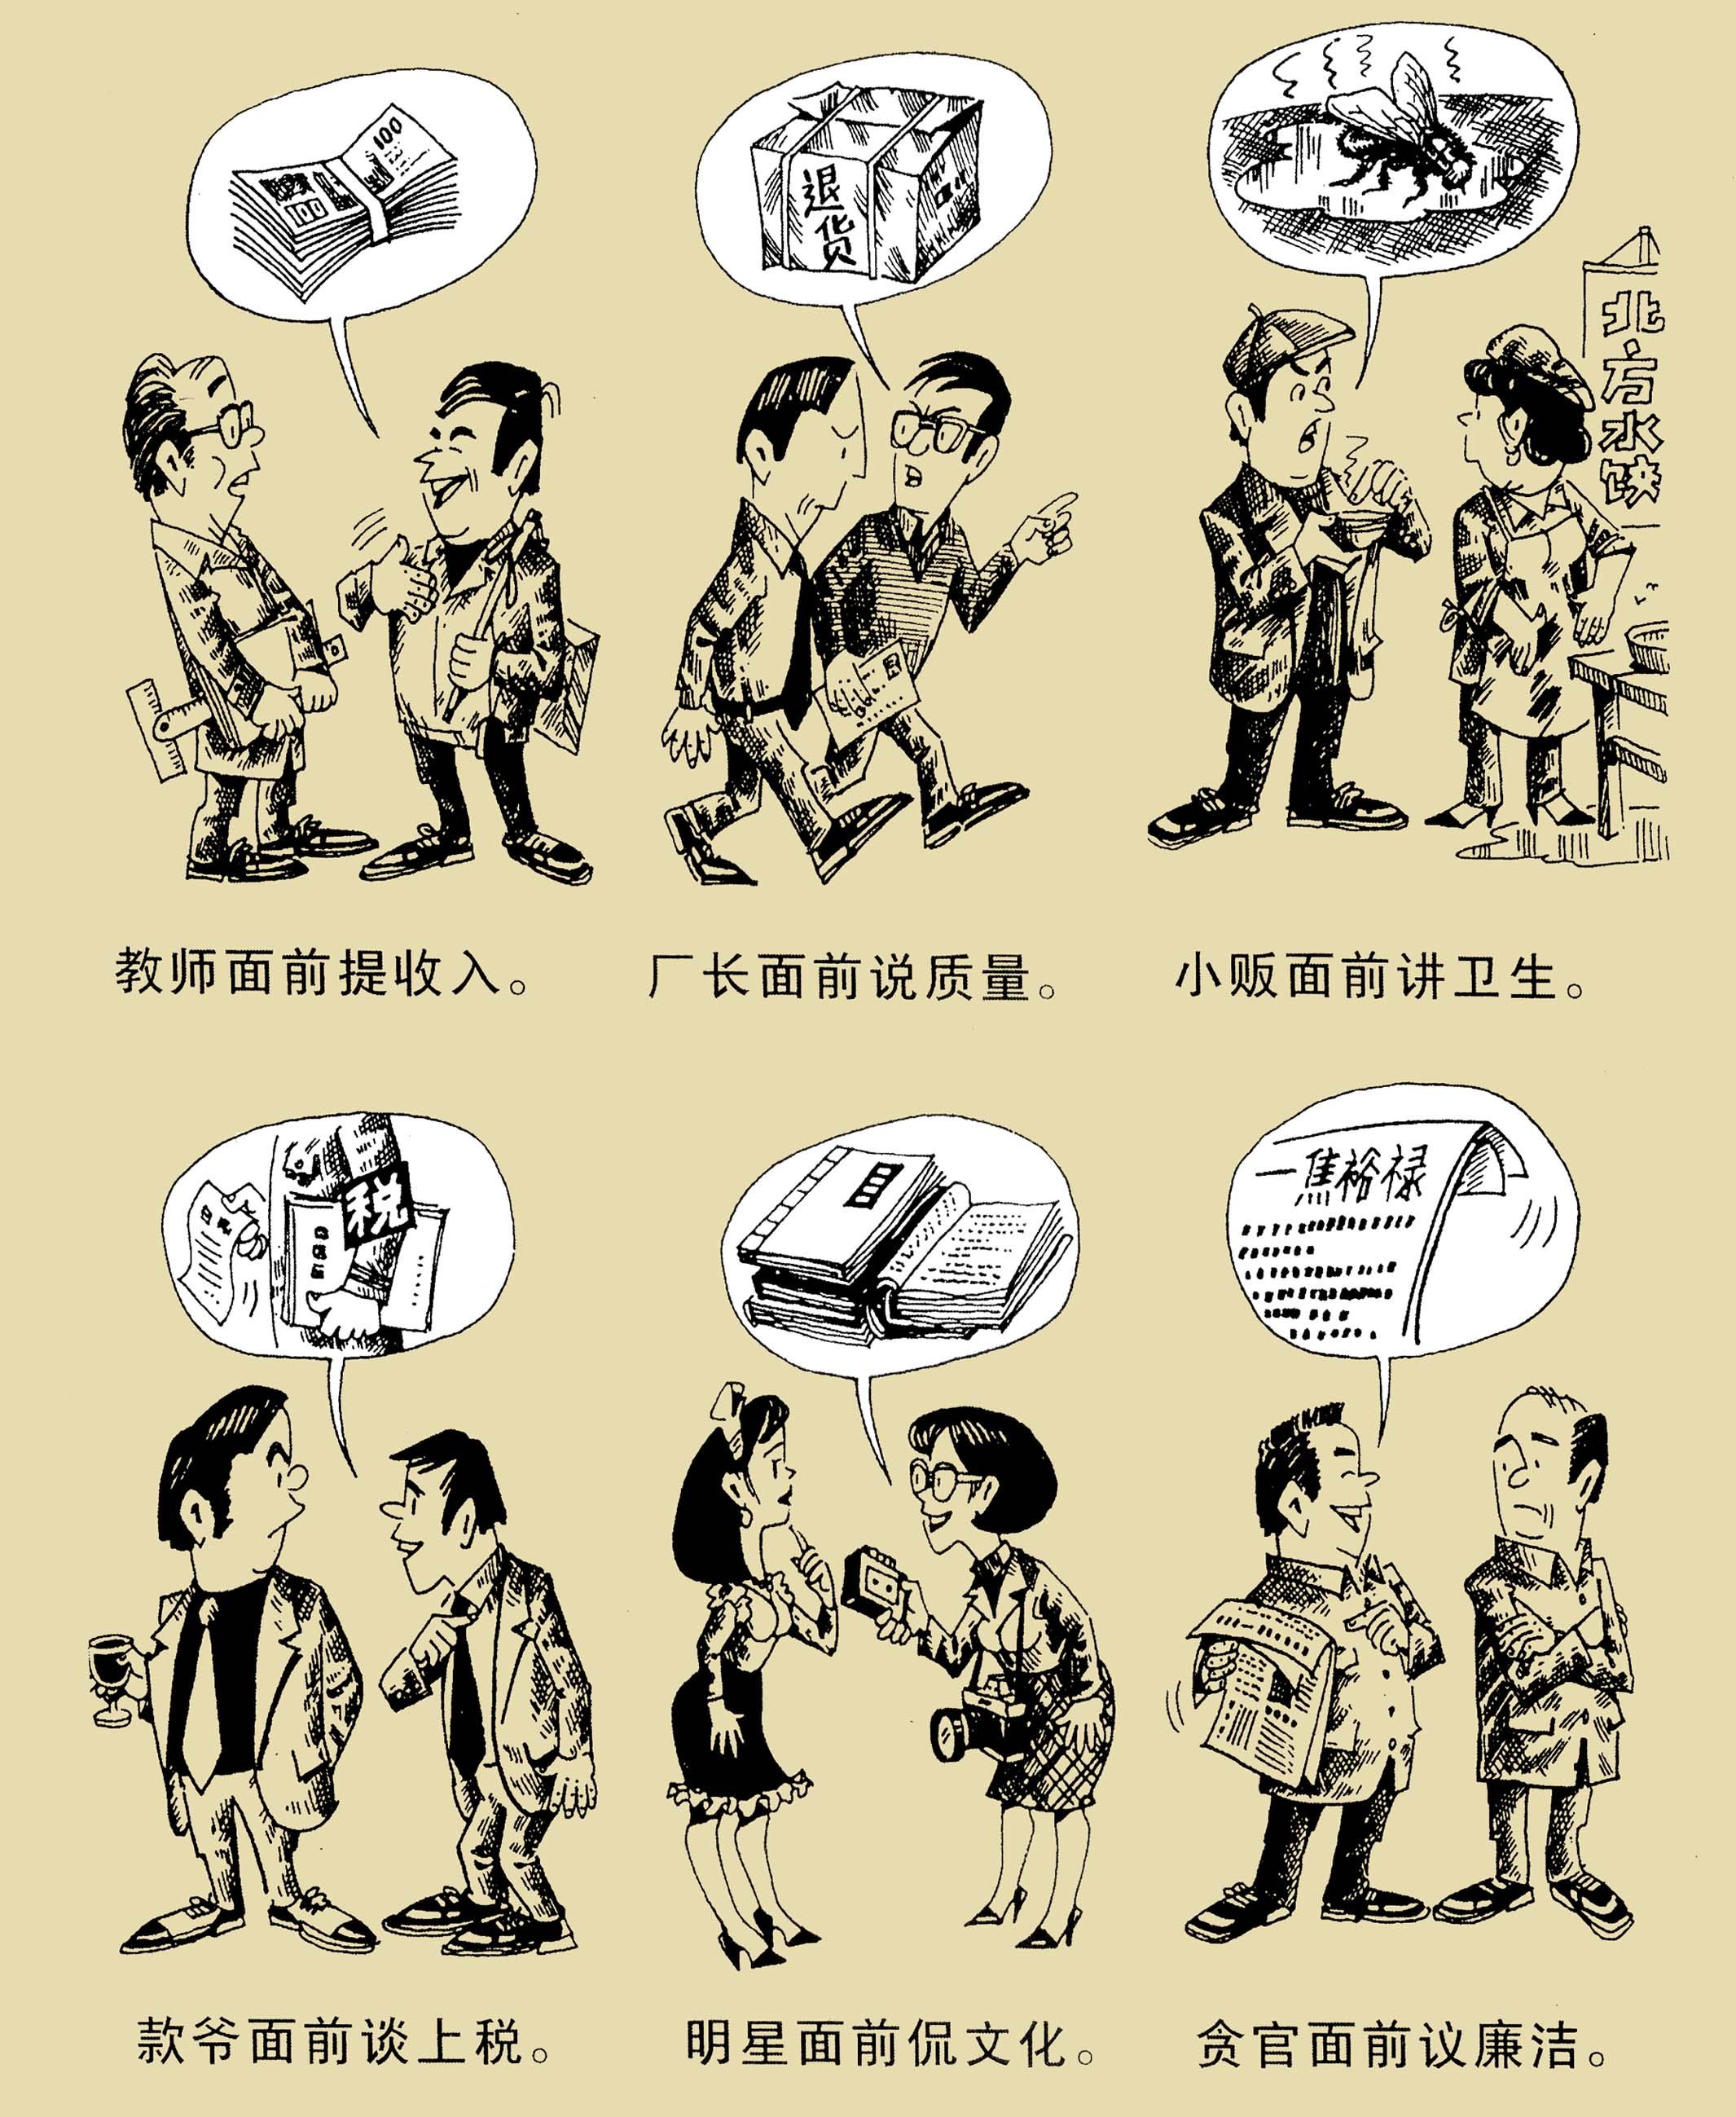 100
100
退货
北方水饺
教师面前提收入。
厂长面前说质量。
小贩面前讲卫生。
税
一焦裕禄
款爷面前谈上税。
明星面前侃文化。
贪官面前议廉洁。